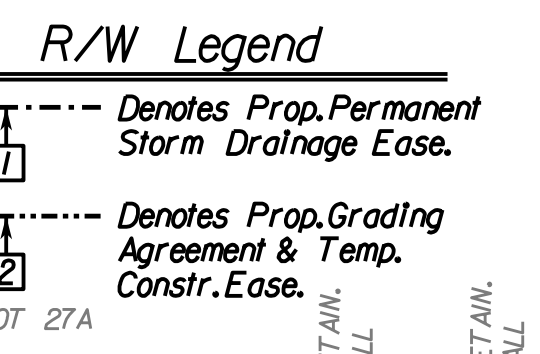 R/W Legend
Denotes Prop. Permanent
Storm Drainage Ease.
1
Denotes Prop. Grading
Agreement & Temp.
Constr. Ease.
2
27A